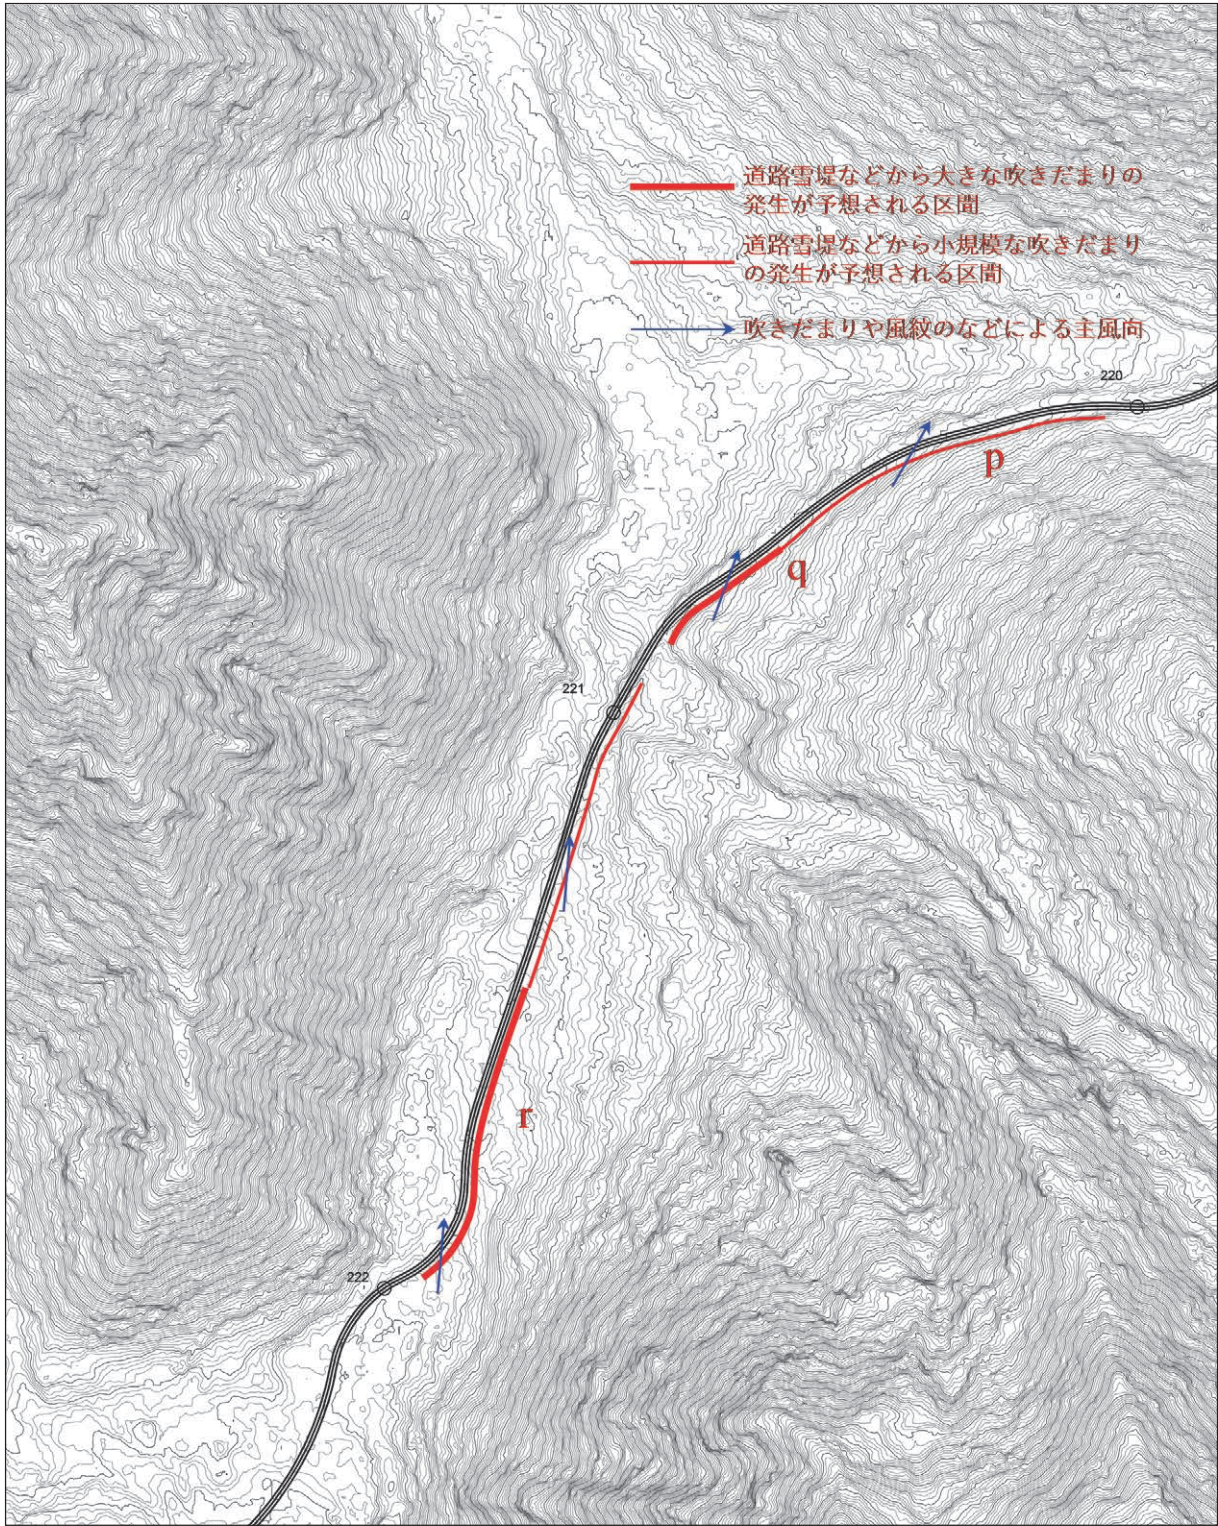 道路雪堤などから大きな吹きだまりの
発生が予想される区間
道路雪堤などから小規模な吹きだまり
の発生が予想される区間
吹きだまりや風紋のなどによる主風向
220
p
q
221
r
222